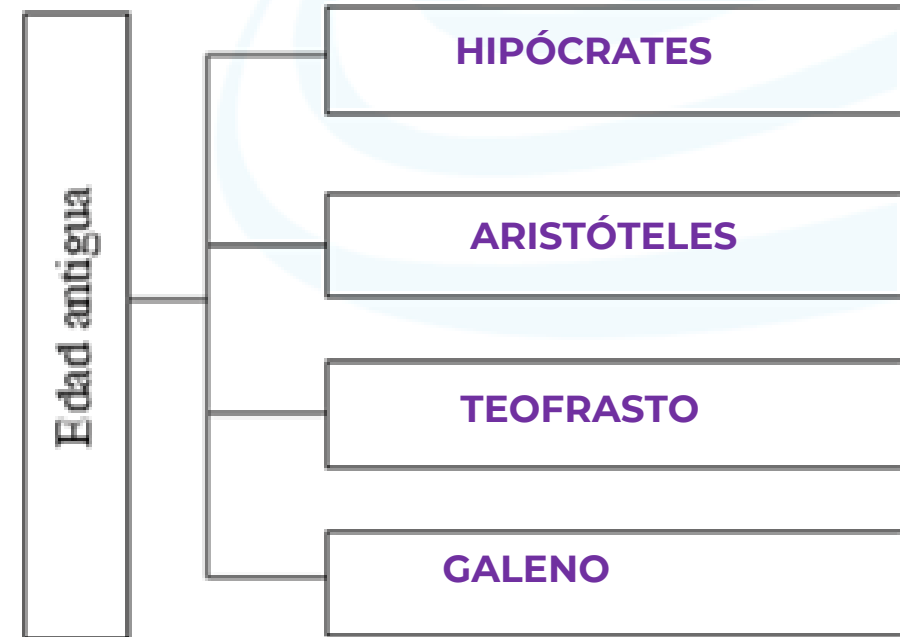 Edad antigua
HIPÓCRATES
ARISTÓTELES
TEOFRASTO
GALENO